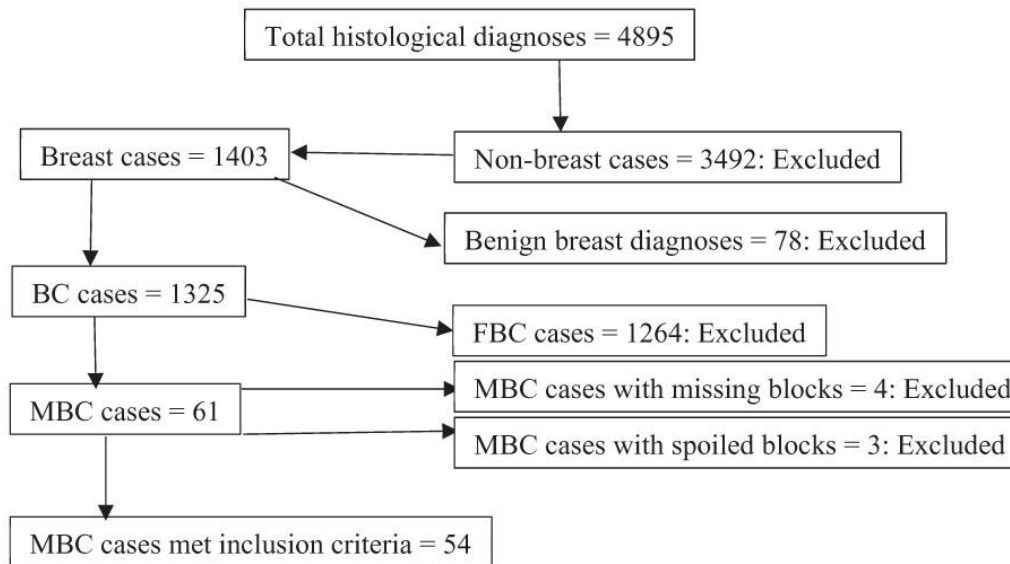 Total histological diagnoses = 4895
Breast cases = 1403
Non-breast cases = 3492: Excluded
Benign breast diagnoses = 78: Excluded
BC cases = 1325
FBC cases = 1264: Excluded
MBC cases = 61
MBC cases with missing blocks = 4: Excluded
MBC cases with spoiled blocks = 3: Excluded
MBC cases met inclusion criteria = 54